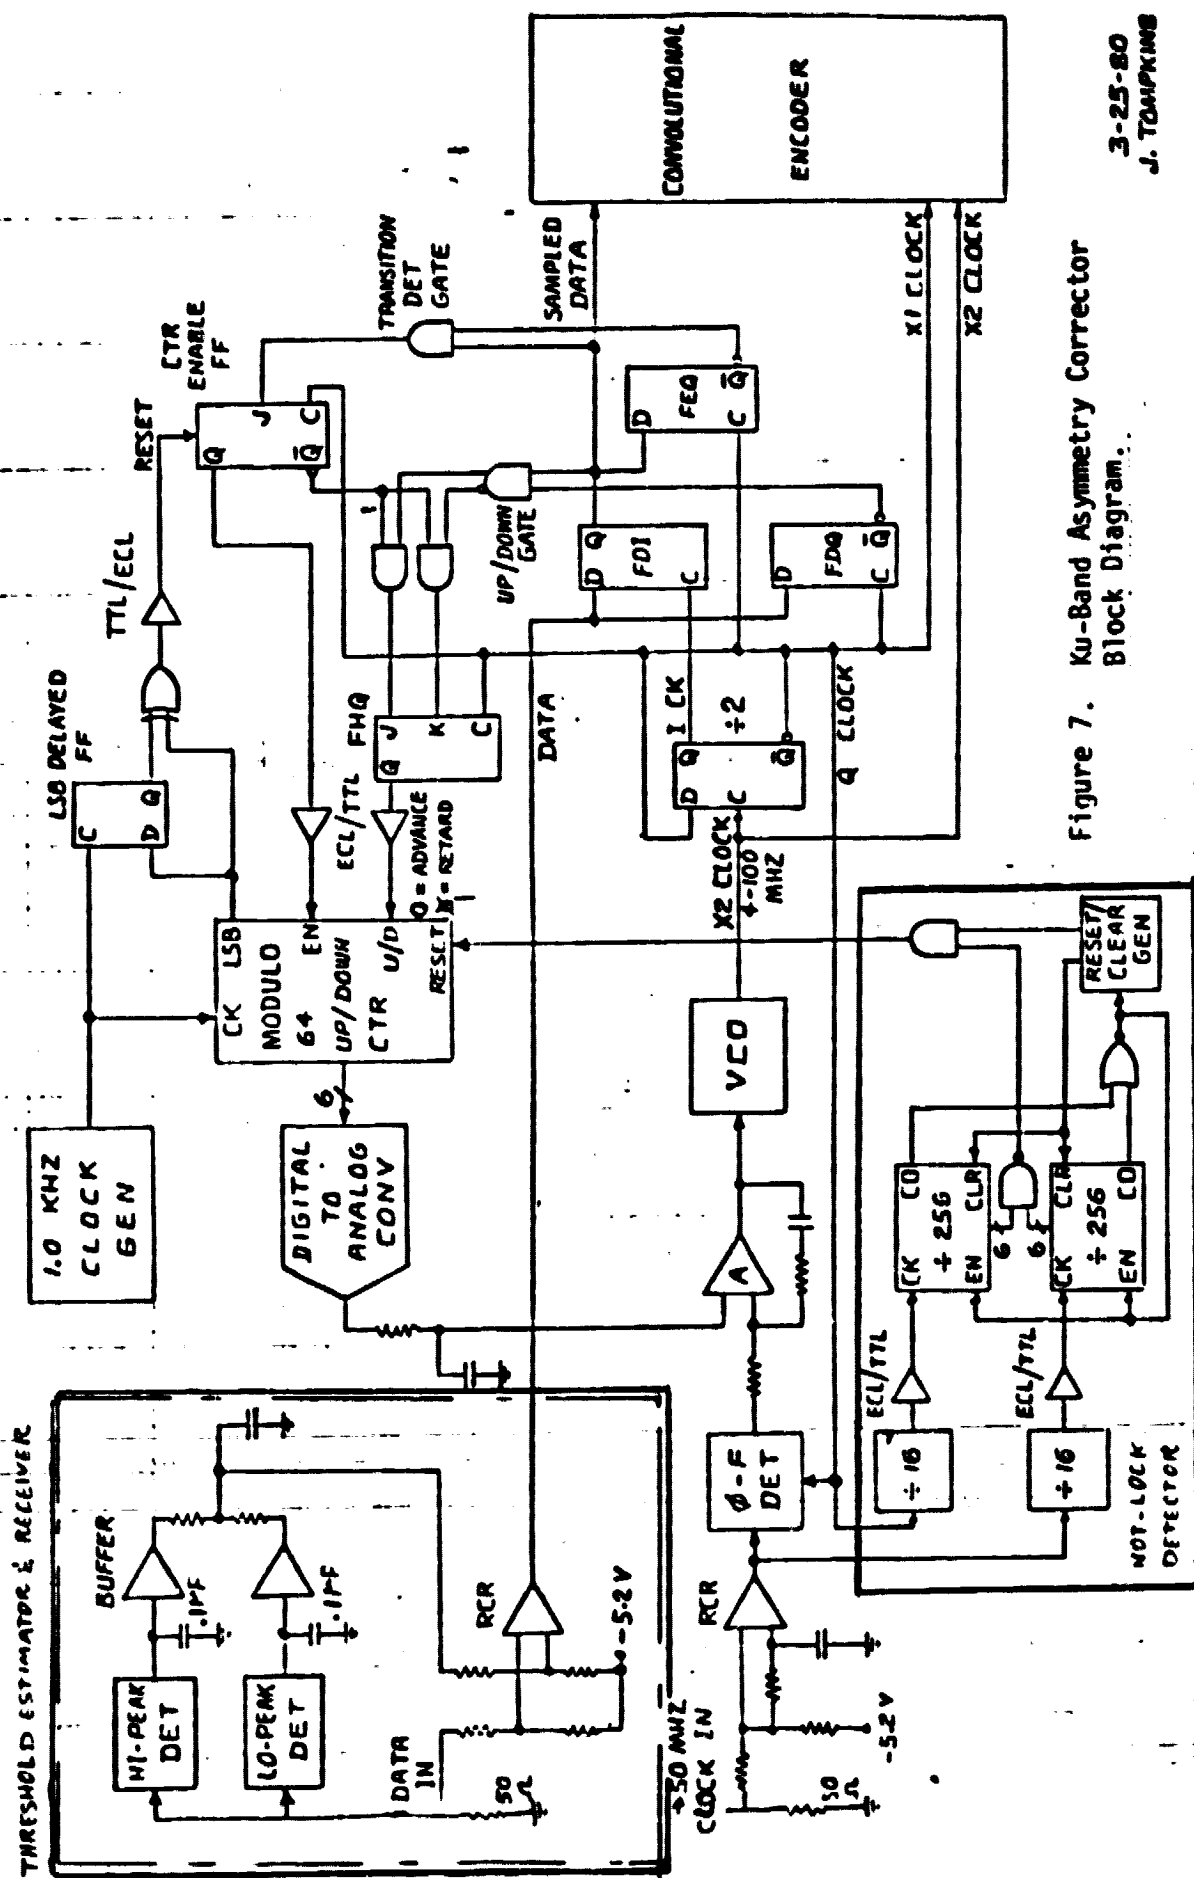 THRESHOLD ESTIMATOR & RECEIVER
HI-PEAK
DET
LO-PEAK
DET
BUFFER
DATA
IN
50
Ω
RCR
-5.2V
1.0 KHZ
CLOCK
GEN
DIGITAL
TO
ANALOG
CONV
6
CK
LSB
MODULO
64
EN
UP/DOWN
CTR
U/D
RESET
LSB DELAYED
FF
C
D
Q
TTL/ECL
RESET
CTR
ENABLE
FF
Q
J
Q̅
C
ECL/TTL
0 = ADVANCE
= RETARD
1
FHQ
Q
J
K
C
TRANSITION
DET
GATE
UP/DOWN
GATE
DATA
D
Q
FDI
C
D
FDQ
C
Q̅
D
FEQ
C
Q̅
SAMPLED
DATA
CONVOLUTIONAL
ENCODER
X1 CLOCK
X2 CLOCK
I CK
÷2
D
Q
C
Q̅
Q CLOCK
X2 CLOCK
4-100
MHZ
VCO
A
Ø-F
DET
RCR
50 MHZ
CLOCK IN
50
Ω
-5.2V
÷16
÷16
ECL/TTL
ECL/TTL
CK
CO
÷256
EN
CLR
6
6
CK
CLR
÷256
EN
CO
RESET/
CLEAR
GEN
NOT-LOCK
DETECTOR
Figure 7. Ku-Band Asymmetry Corrector
Block Diagram.
3-25-80
J. TOMPKINS